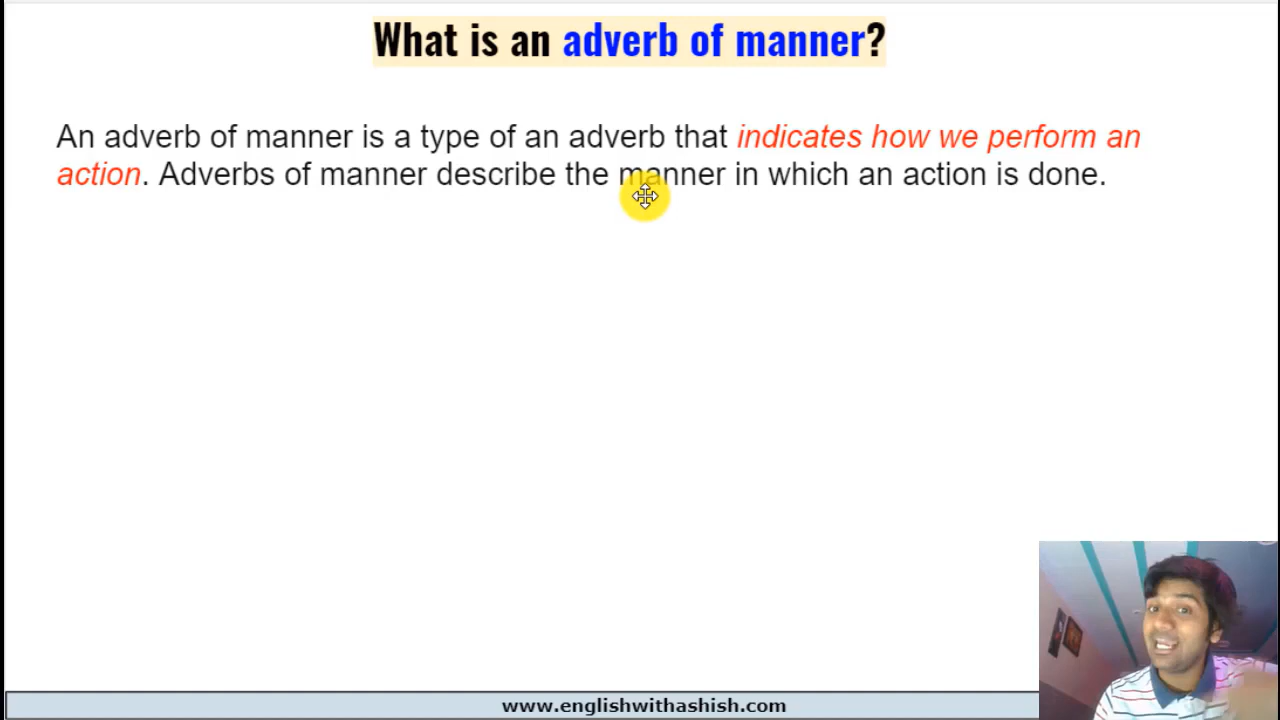 What is an adverb of manner?
An adverb of manner is a type of an adverb that indicates how we perform an
action. Adverbs of manner describe the manner in which an action is done.
www.englishwithashish.com